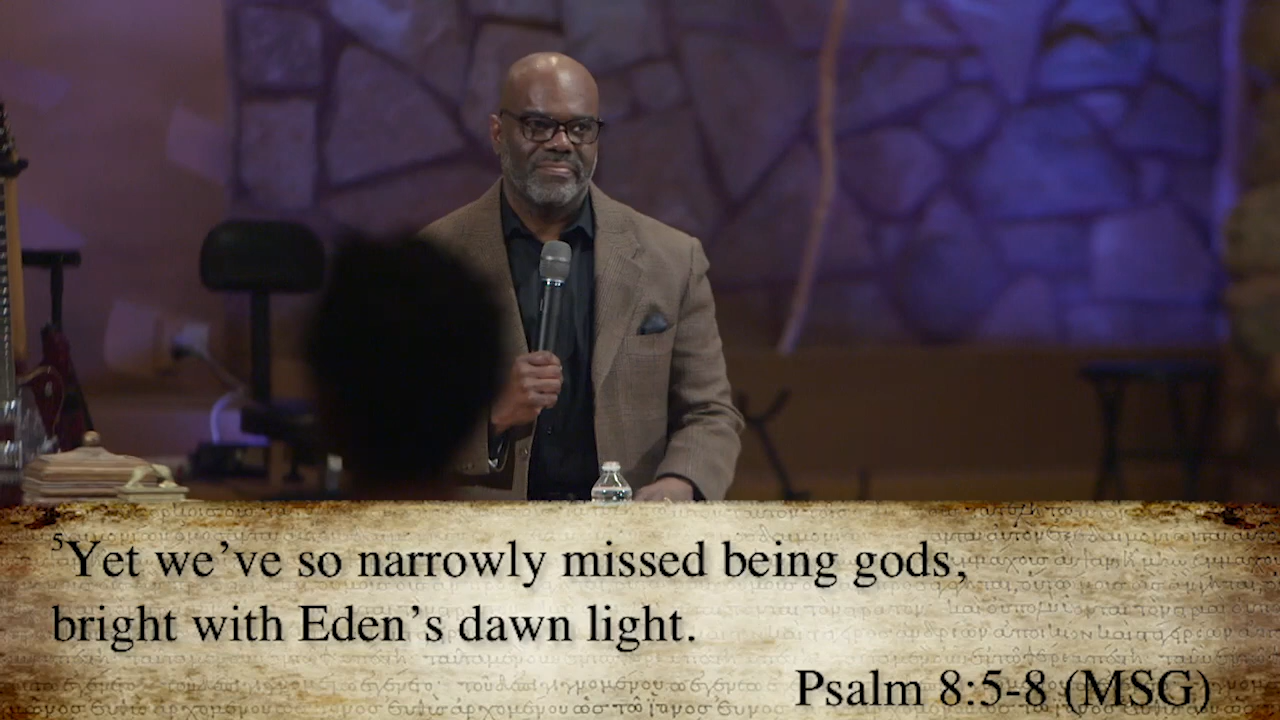 ⁵Yet we’ve so narrowly missed being gods,
bright with Eden’s dawn light.
Psalm 8:5-8 (MSG)